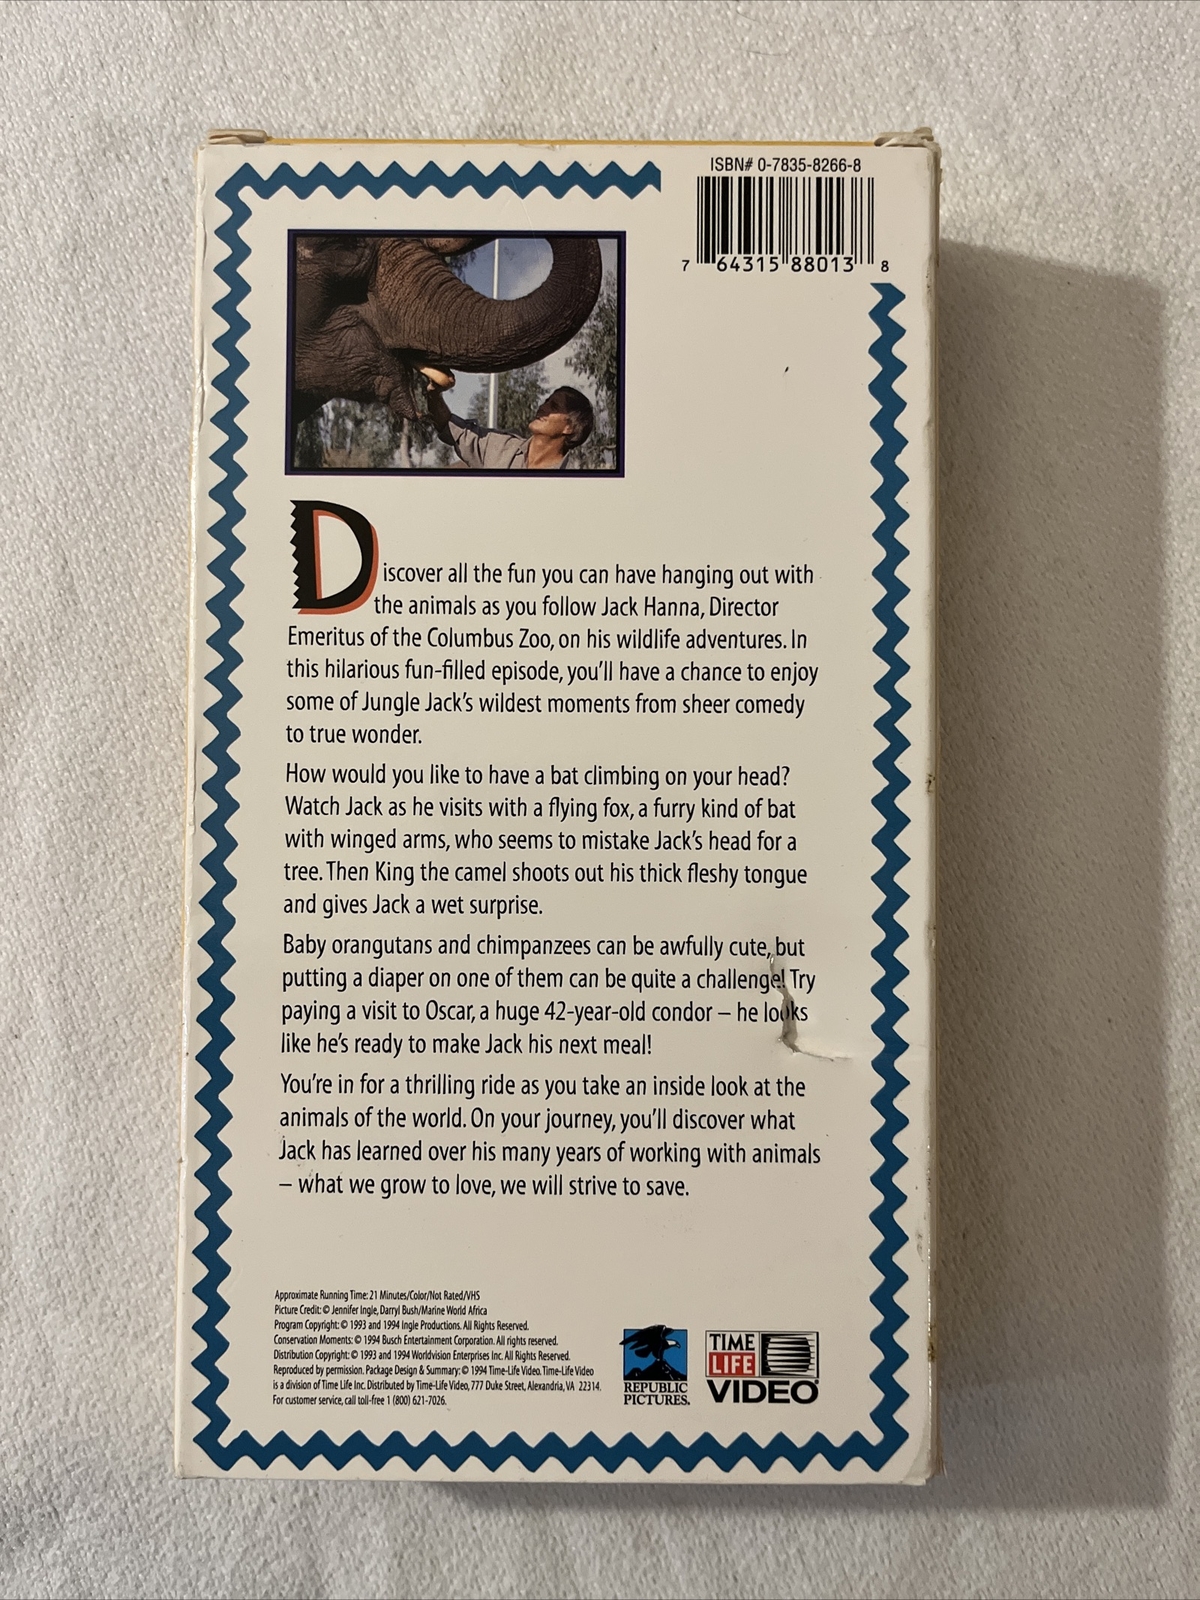 ISBN# 0-7835-8266-8
7 64315 88013 8
Discover all the fun you can have hanging out with
the animals as you follow Jack Hanna, Director
Emeritus of the Columbus Zoo, on his wildlife adventures. In
this hilarious fun-filled episode, you'll have a chance to enjoy
some of Jungle Jack's wildest moments from sheer comedy
to true wonder.
How would you like to have a bat climbing on your head?
Watch Jack as he visits with a flying fox, a furry kind of bat
with winged arms, who seems to mistake Jack's head for a
tree. Then King the camel shoots out his thick fleshy tongue
and gives Jack a wet surprise.
Baby orangutans and chimpanzees can be awfully cute, but
putting a diaper on one of them can be quite a challenge! Try
paying a visit to Oscar, a huge 42-year-old condor – he looks
like he's ready to make Jack his next meal!
You're in for a thrilling ride as you take an inside look at the
animals of the world. On your journey, you'll discover what
Jack has learned over his many years of working with animals
– what we grow to love, we will strive to save.
Approximate Running Time: 21 Minutes/Color/Not Rated/VHS
Picture Credit: © Jennifer Ingle, Darryl Bush/Marine World Africa
Program Copyright: © 1993 and 1994 Ingle Productions. All Rights Reserved.
Conservation Moments: © 1994 Busch Entertainment Corporation. All rights reserved.
Distribution Copyright: © 1993 and 1994 Worldvision Enterprises Inc. All Rights Reserved.
Reproduced by permission. Package Design & Summary: © 1994 Time-Life Video. Time-Life Video
is a division of Time Life Inc. Distributed by Time-Life Video, 777 Duke Street, Alexandria, VA 22314.
For customer service, call toll-free 1 (800) 621-7026.
REPUBLIC
PICTURES.
TIME
LIFE
VIDEO